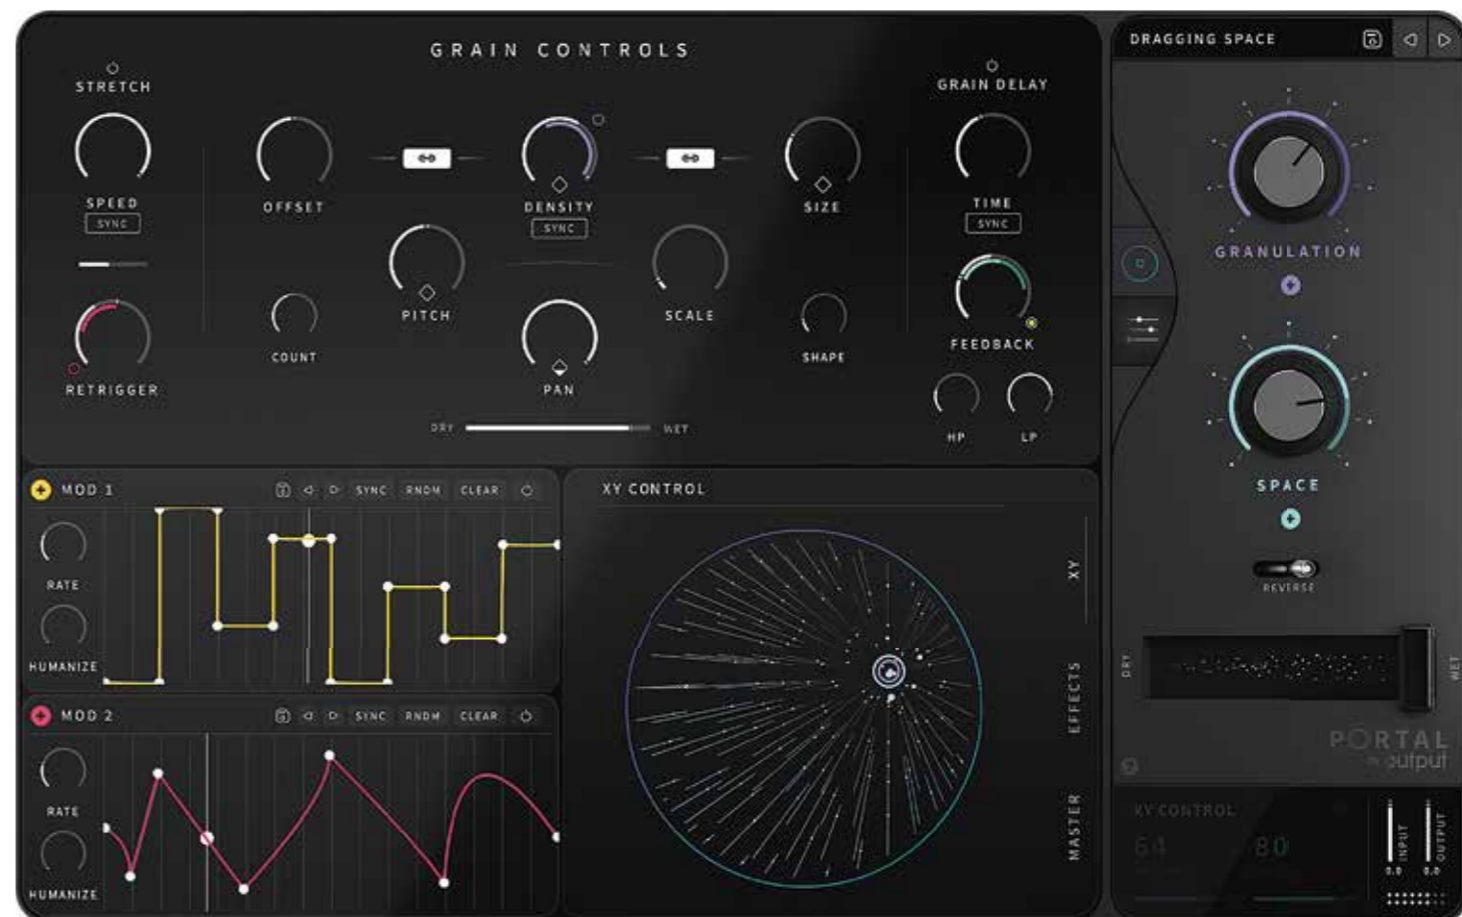 GRAIN CONTROLS
DRAGGING SPACE
STRETCH
GRAIN DELAY
SPEED
SYNC
OFFSET
DENSITY
SYNC
SIZE
TIME
SYNC
GRANULATION
PITCH
SCALE
RETRIGGER
COUNT
PAN
SHAPE
FEEDBACK
DRY
WET
HP
LP
SPACE
REVERSE
MOD 1
SYNC
RNDM
CLEAR
RATE
HUMANIZE
XY CONTROL
XY
EFFECTS
MASTER
MOD 2
SYNC
RNDM
CLEAR
RATE
HUMANIZE
DRY
WET
PORTAL
BY output
XY CONTROL
64
80
INPUT
OUTPUT
0.0
0.0